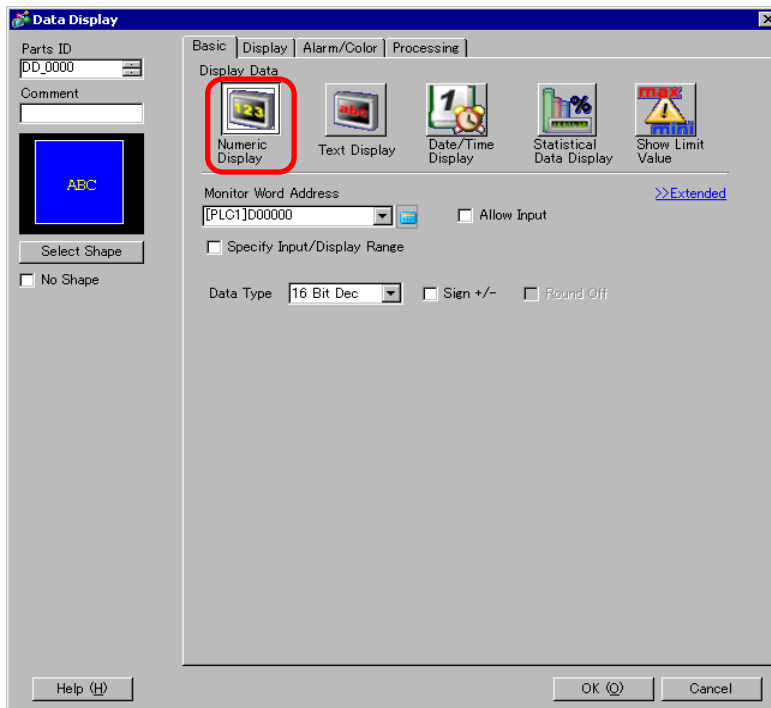 Data Display
Parts ID
DD_0000
Comment
ABC
Select Shape
No Shape
Basic Display Alarm/Color Processing
Display Data
123
Numeric
Display
abc
Text Display
1
Date/Time
Display
%
Statistical
Data Display
max
mini
Show Limit
Value
Monitor Word Address
>>Extended
[PLC1]D00000
Allow Input
Specify Input/Display Range
Data Type 16 Bit Dec Sign +/- Round Off
Help (H)
OK (O)
Cancel